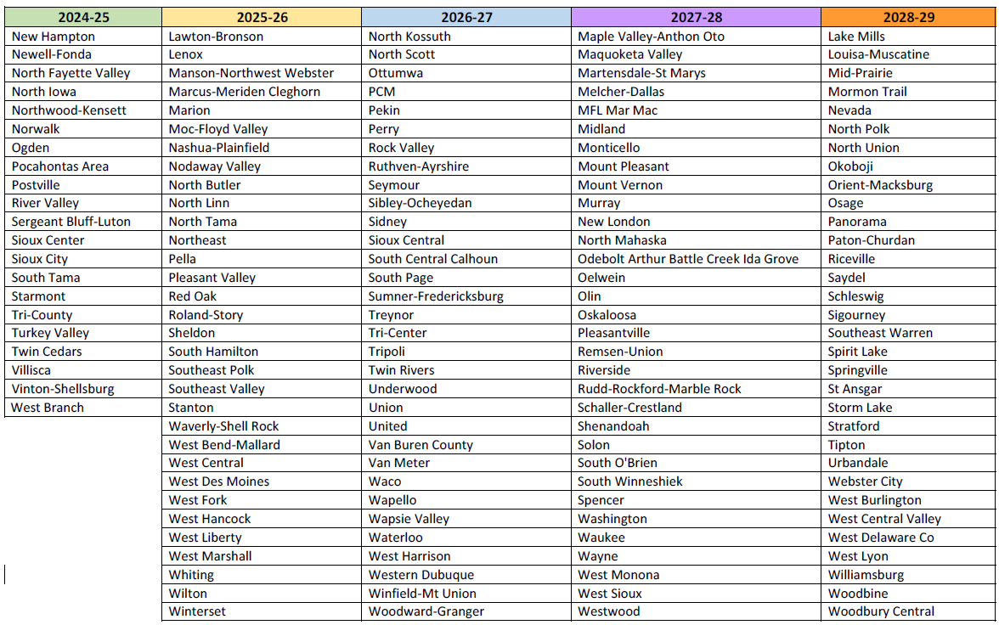 2024-25 2025-26 2026-27 2027-28 2028-29
New Hampton Lawton-Bronson North Kossuth Maple Valley-Anthon Oto Lake Mills
Newell-Fonda Lenox North Scott Maquoketa Valley Louisa-Muscatine
North Fayette Valley Manson-Northwest Webster Ottumwa Martensdale-St Marys Mid-Prairie
North Iowa Marcus-Meriden Cleghorn PCM Melcher-Dallas Mormon Trail
Northwood-Kensett Marion Pekin MFL Mar Mac Nevada
Norwalk Moc-Floyd Valley Perry Midland North Polk
Ogden Nashua-Plainfield Rock Valley Monticello North Union
Pocahontas Area Nodaway Valley Ruthven-Ayrshire Mount Pleasant Okoboji
Postville North Butler Seymour Mount Vernon Orient-Macksburg
River Valley North Linn Sibley-Ocheyedan Murray Osage
Sergeant Bluff-Luton North Tama Sidney New London Panorama
Sioux Center Northeast Sioux Central North Mahaska Paton-Churdan
Sioux City Pella South Central Calhoun Odebolt Arthur Battle Creek Ida Grove Riceville
South Tama Pleasant Valley South Page Oelwein Saydel
Starmont Red Oak Sumner-Fredericksburg Olin Schleswig
Tri-County Roland-Story Treynor Oskaloosa Sigourney
Turkey Valley Sheldon Tri-Center Pleasantville Southeast Warren
Twin Cedars South Hamilton Tripoli Remsen-Union Spirit Lake
Villisca Southeast Polk Twin Rivers Riverside Springville
Vinton-Shellsburg Southeast Valley Underwood Rudd-Rockford-Marble Rock St Ansgar
West Branch Stanton Union Schaller-Crestland Storm Lake
Waverly-Shell Rock United Shenandoah Stratford
West Bend-Mallard Van Buren County Solon Tipton
West Central Van Meter South O'Brien Urbandale
West Des Moines Waco South Winneshiek Webster City
West Fork Wapello Spencer West Burlington
West Hancock Wapsie Valley Washington West Central Valley
West Liberty Waterloo Waukee West Delaware Co
West Marshall West Harrison Wayne West Lyon
Whiting Western Dubuque West Monona Williamsburg
Wilton Winfield-Mt Union West Sioux Woodbine
Winterset Woodward-Granger Westwood Woodbury Central